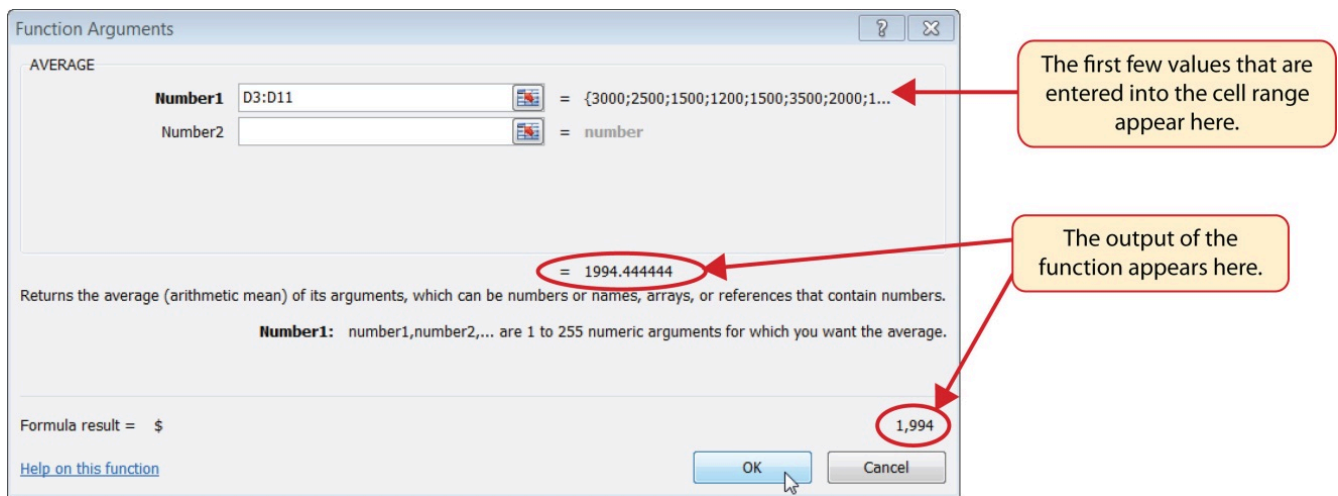 Function Arguments
AVERAGE
Number1 D3:D11 = {3000;2500;1500;1200;1500;3500;2000;1...
Number2 = number
The first few values that are
entered into the cell range
appear here.
= 1994.444444
The output of the
function appears here.
Returns the average (arithmetic mean) of its arguments, which can be numbers or names, arrays, or references that contain numbers.
Number1: number1,number2,... are 1 to 255 numeric arguments for which you want the average.
Formula result = $ 1,994
Help on this function
OK
Cancel